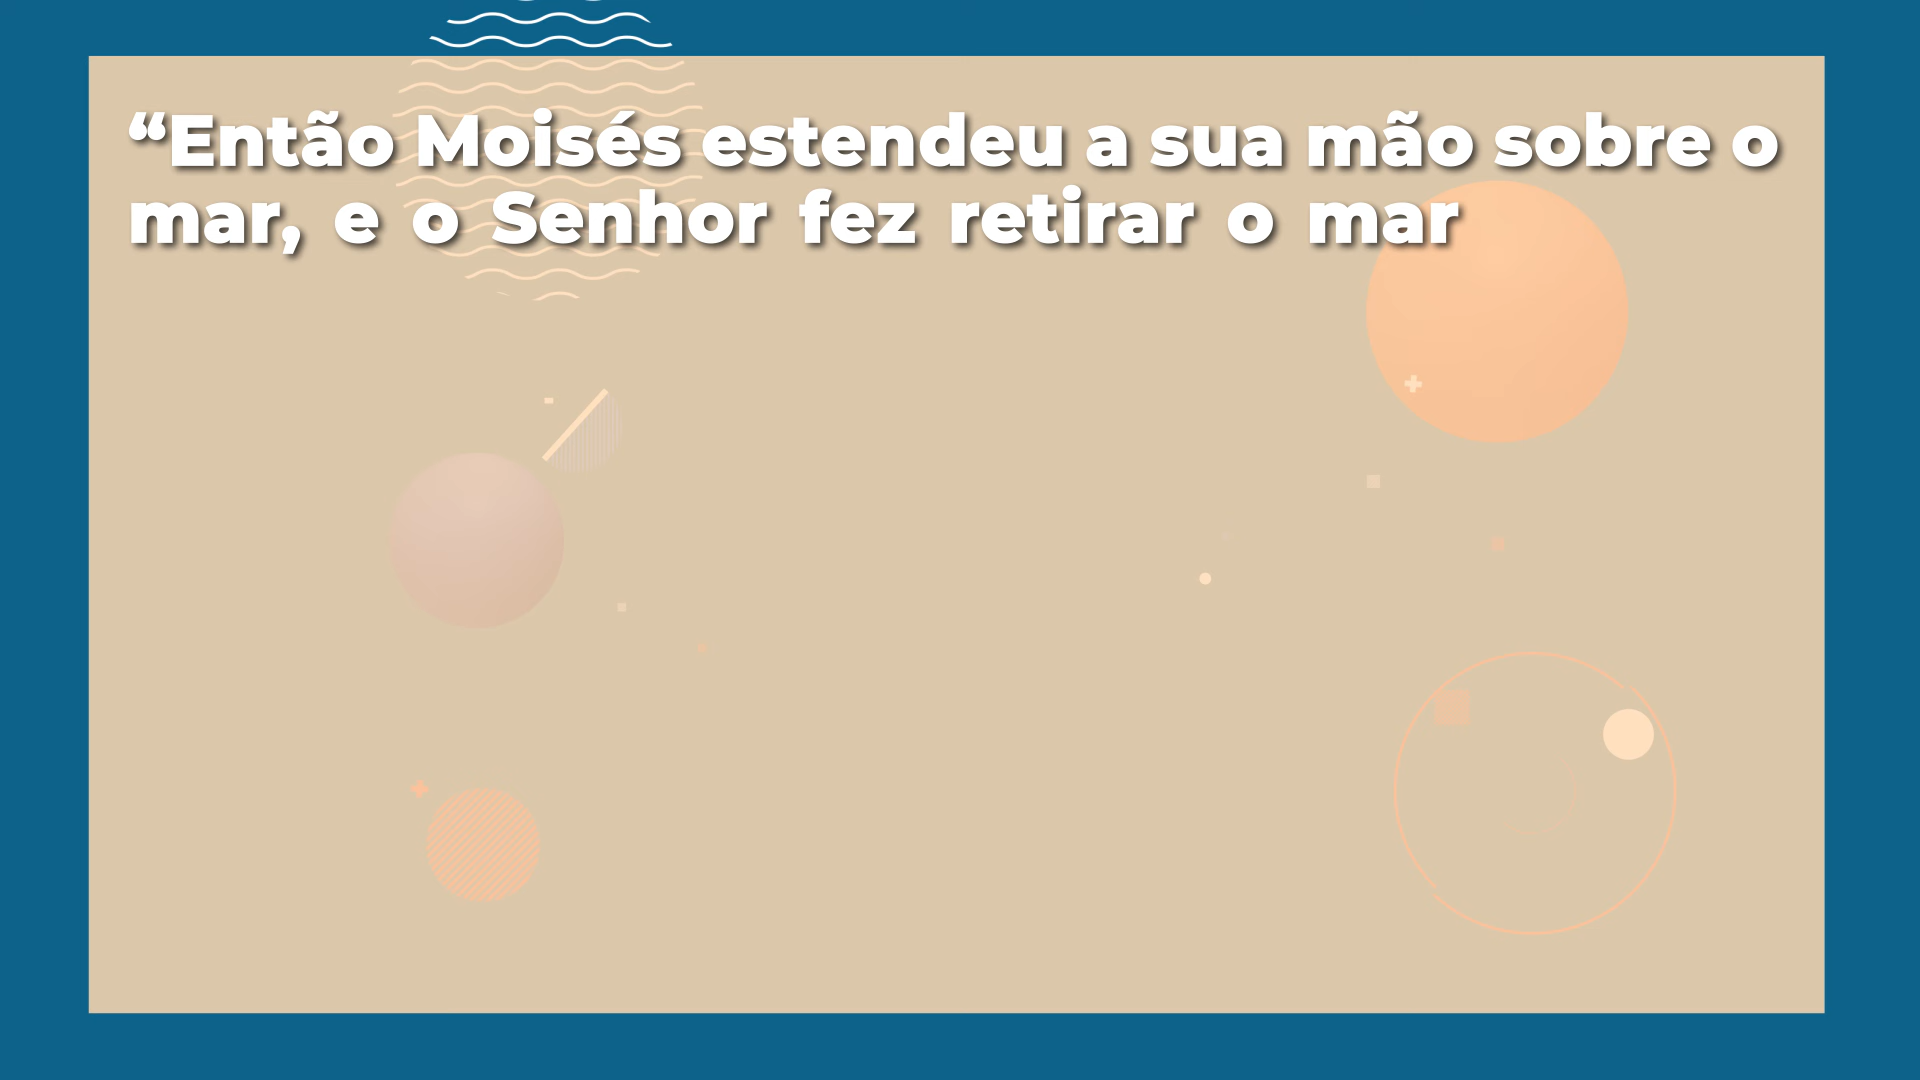 “Então Moisés estendeu a sua mão sobre o
mar, e o Senhor fez retirar o mar